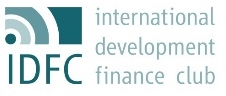 IDFC
international
development
finance club